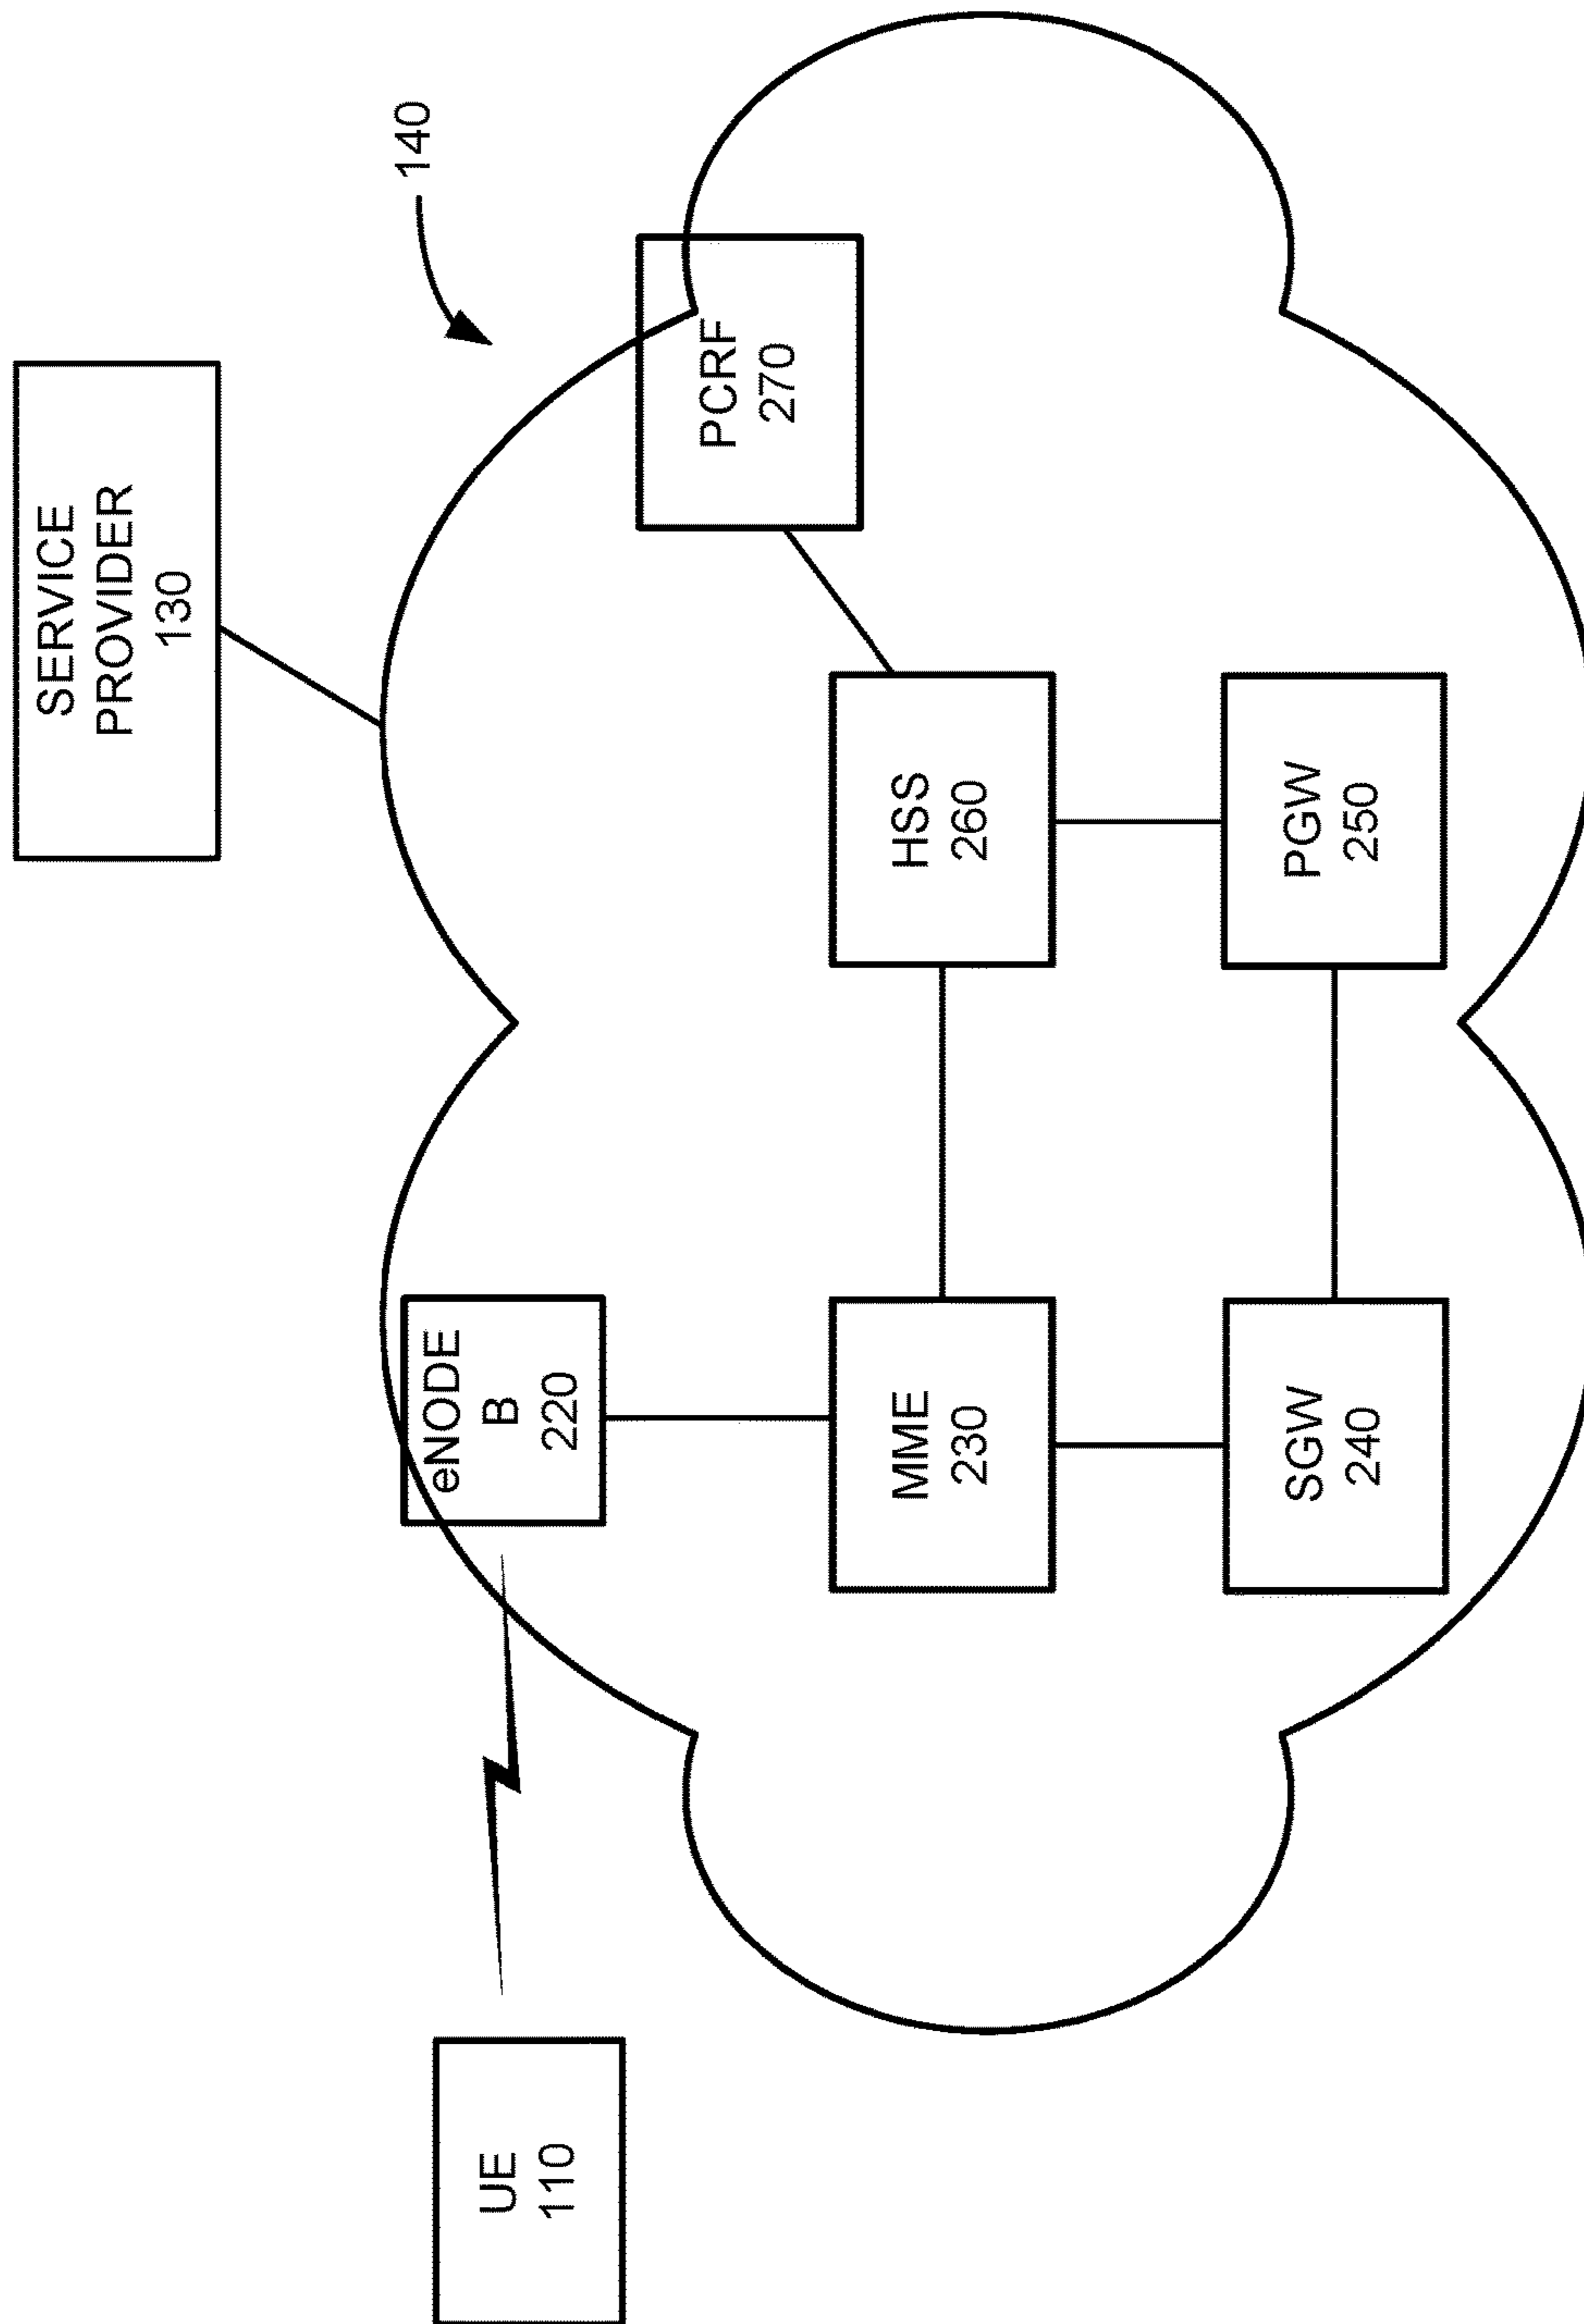 SERVICE
PROVIDER
130
140
UE
110
eNODE
B
220
PCRF
270
MME
230
HSS
260
SGW
240
PGW
250